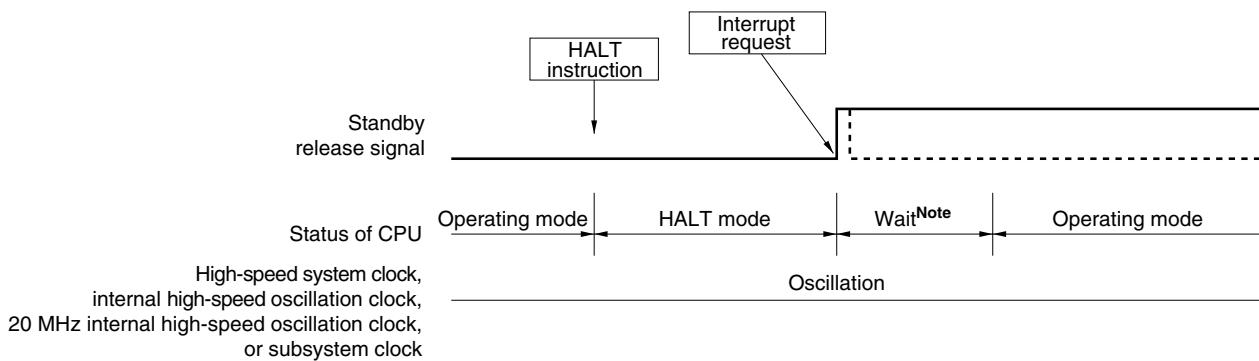 HALT
instruction
Interrupt
request
Standby
release signal
Status of CPU
Operating mode
HALT mode
WaitNote
Operating mode
High-speed system clock,
internal high-speed oscillation clock,
20 MHz internal high-speed oscillation clock,
or subsystem clock
Oscillation